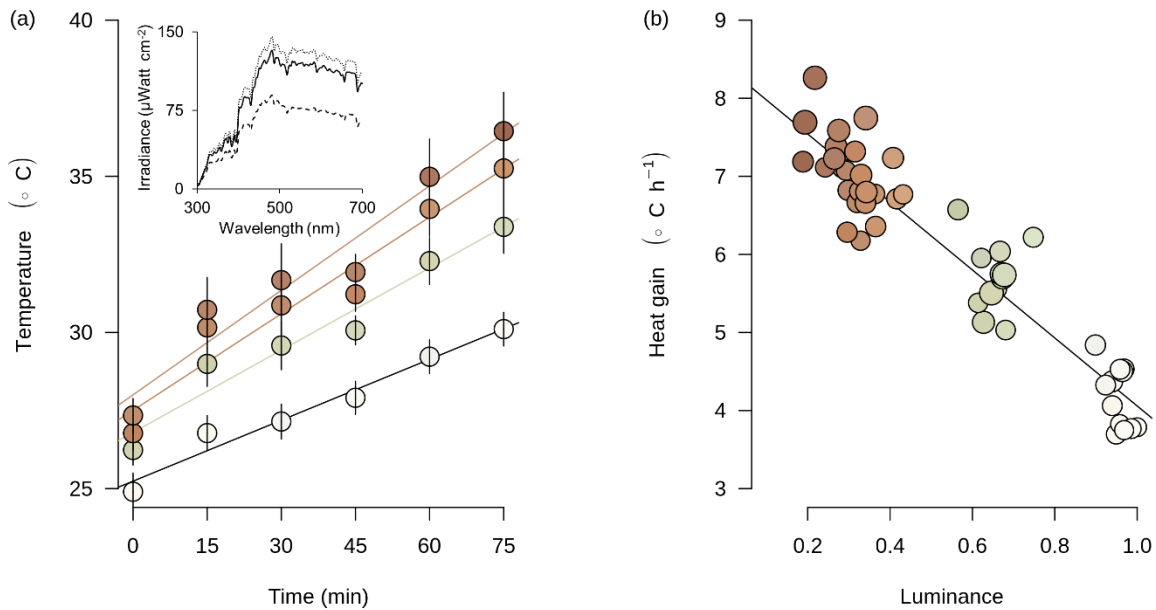 (a)
40
35
30
25
Temperature (° C)
0 15 30 45 60 75
Time (min)
150
75
0
Irradiance (µWatt cm⁻²)
300 500 700
Wavelength (nm)
(b)
9
8
7
6
5
4
3
Heat gain (° C h⁻¹)
0.2 0.4 0.6 0.8 1.0
Luminance